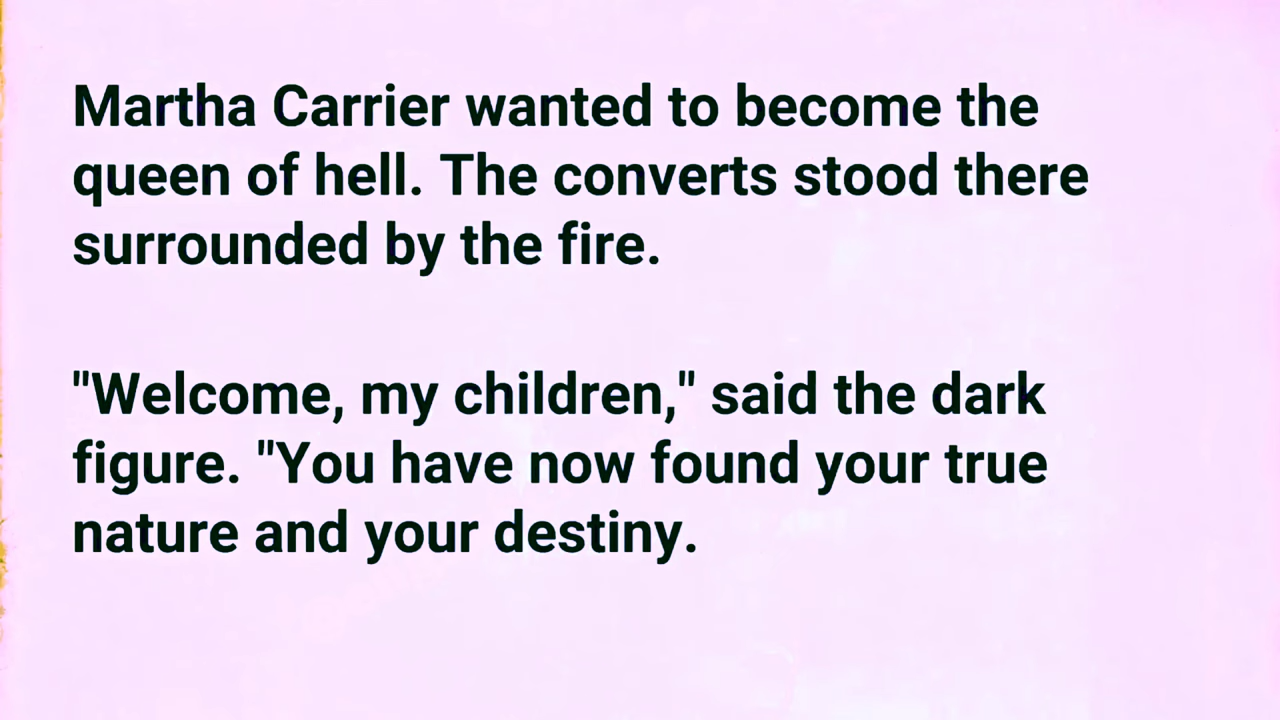 Martha Carrier wanted to become the
queen of hell. The converts stood there
surrounded by the fire.
"Welcome, my children," said the dark
figure. "You have now found your true
nature and your destiny.